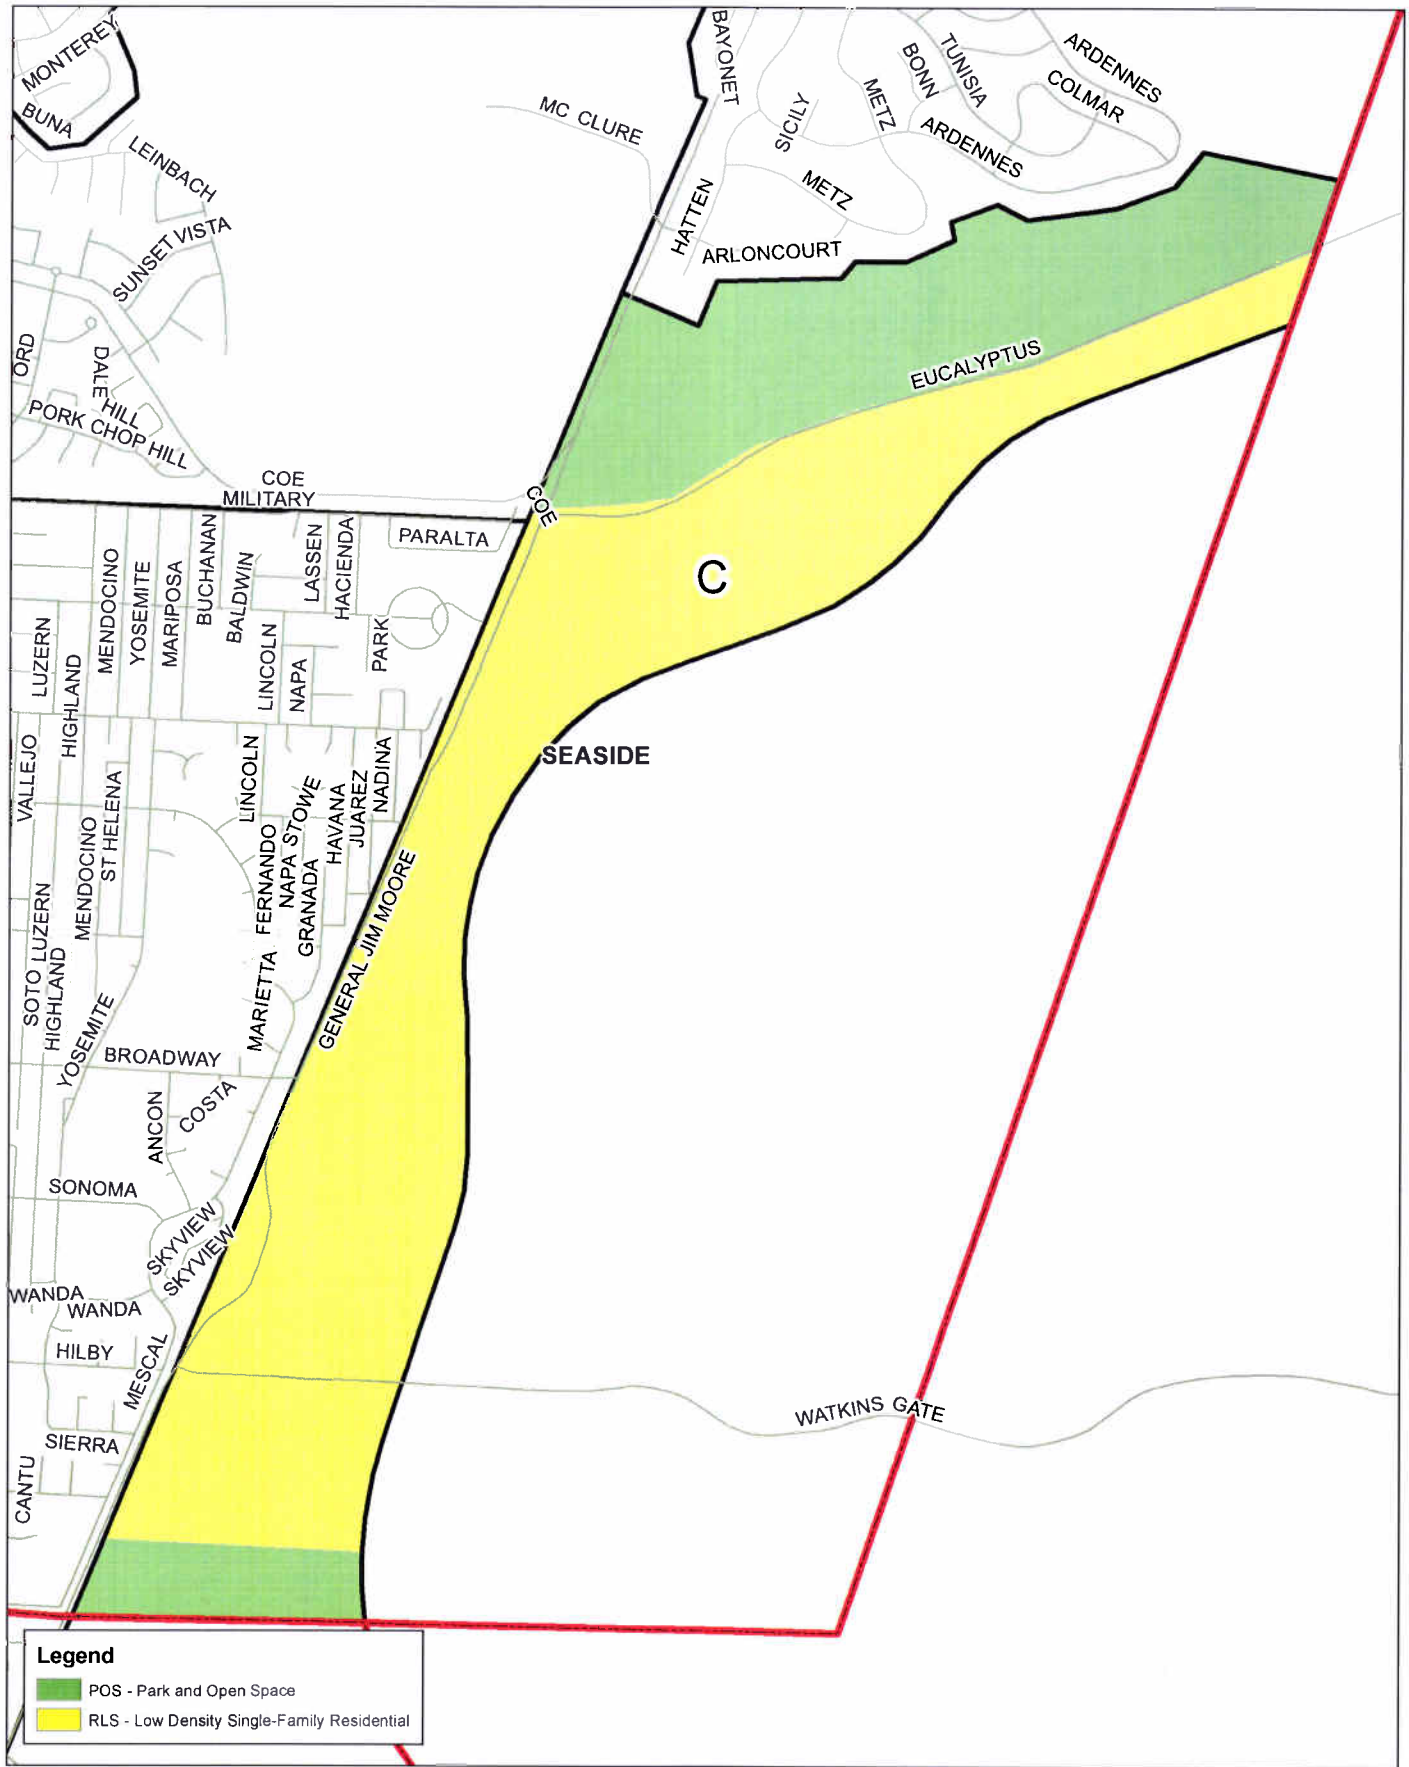 MONTEREY
BUNA
LEINBACH
SUNSET VISTA
BAYONET
MC CLURE
SICILY
METZ
BONN
TUNISIA
ARDENNES
COLMAR
ARDENNES
METZ
HATTEN
ARLONCOURT
ORD
DALE
HILL
PORK CHOP HILL
EUCALYPTUS
COE
MILITARY
COE
PARALTA
C
LUZERN
HIGHLAND
MENDOCINO
YOSEMITE
MARIPOSA
BUCHANAN
BALDWIN
LINCOLN
NAPA
LASSEN
HACIENDA
PARK
SEASIDE
VALLEJO
MENDOCINO
ST HELENA
LINCOLN
FERNANDO
NAPA
STOWE
GRANADA
HAVANA
JUAREZ
NADINA
GENERAL JIM MOORE
SOTO
LUZERN
HIGHLAND
YOSEMITE
MARIETTA
BROADWAY
ANCON
COSTA
SONOMA
SKYVIEW
SKYVIEW
WANDA
WANDA
HILBY
MESCAL
SIERRA
CANTU
WATKINS GATE
Legend
POS - Park and Open Space
RLS - Low Density Single-Family Residential